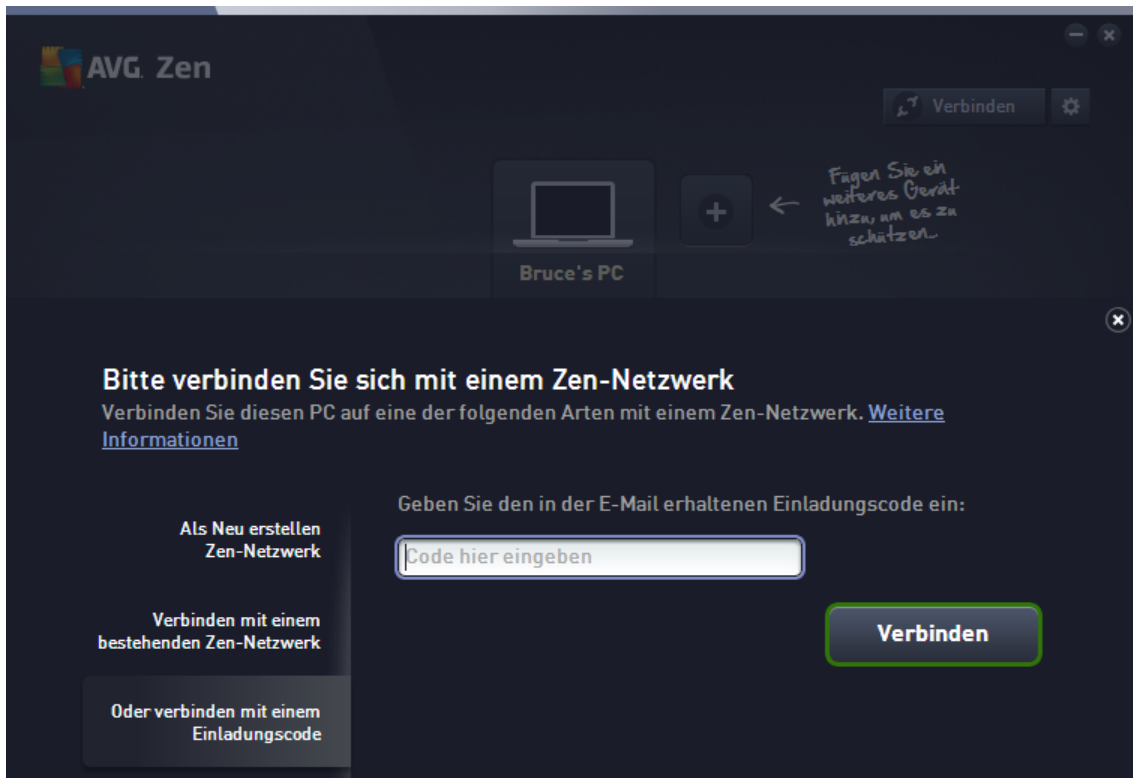 AVG. Zen
Verbinden
Fügen Sie ein
weiteres Gerät
hinzu, um es zu
schützen...
Bruce's PC
Bitte verbinden Sie sich mit einem Zen-Netzwerk
Verbinden Sie diesen PC auf eine der folgenden Arten mit einem Zen-Netzwerk. Weitere
Informationen
Geben Sie den in der E-Mail erhaltenen Einladungscode ein:
Code hier eingeben
Verbinden
Als Neu erstellen
Zen-Netzwerk
Verbinden mit einem
bestehenden Zen-Netzwerk
Oder verbinden mit einem
Einladungscode